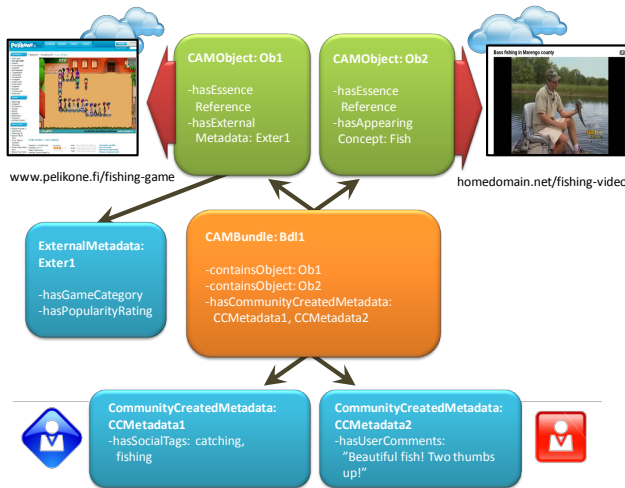 Pelikone
CAMObject: Ob1
-hasEssence
Reference
-hasExternal
Metadata: Exter1
CAMObject: Ob2
-hasEssence
Reference
-hasAppearing
Concept: Fish
Bass fishing in Marengo county
www.pelikone.fi/fishing-game
homedomain.net/fishing-video
ExternalMetadata:
Exter1
-hasGameCategory
-hasPopularityRating
CAMBundle: Bdl1
-containsObject: Ob1
-containsObject: Ob2
-hasCommunityCreatedMetadata:
CCMetadata1, CCMetadata2
CommunityCreatedMetadata:
CCMetadata1
-hasSocialTags: catching,
fishing
CommunityCreatedMetadata:
CCMetadata2
-hasUserComments:
”Beautiful fish! Two thumbs
up!”